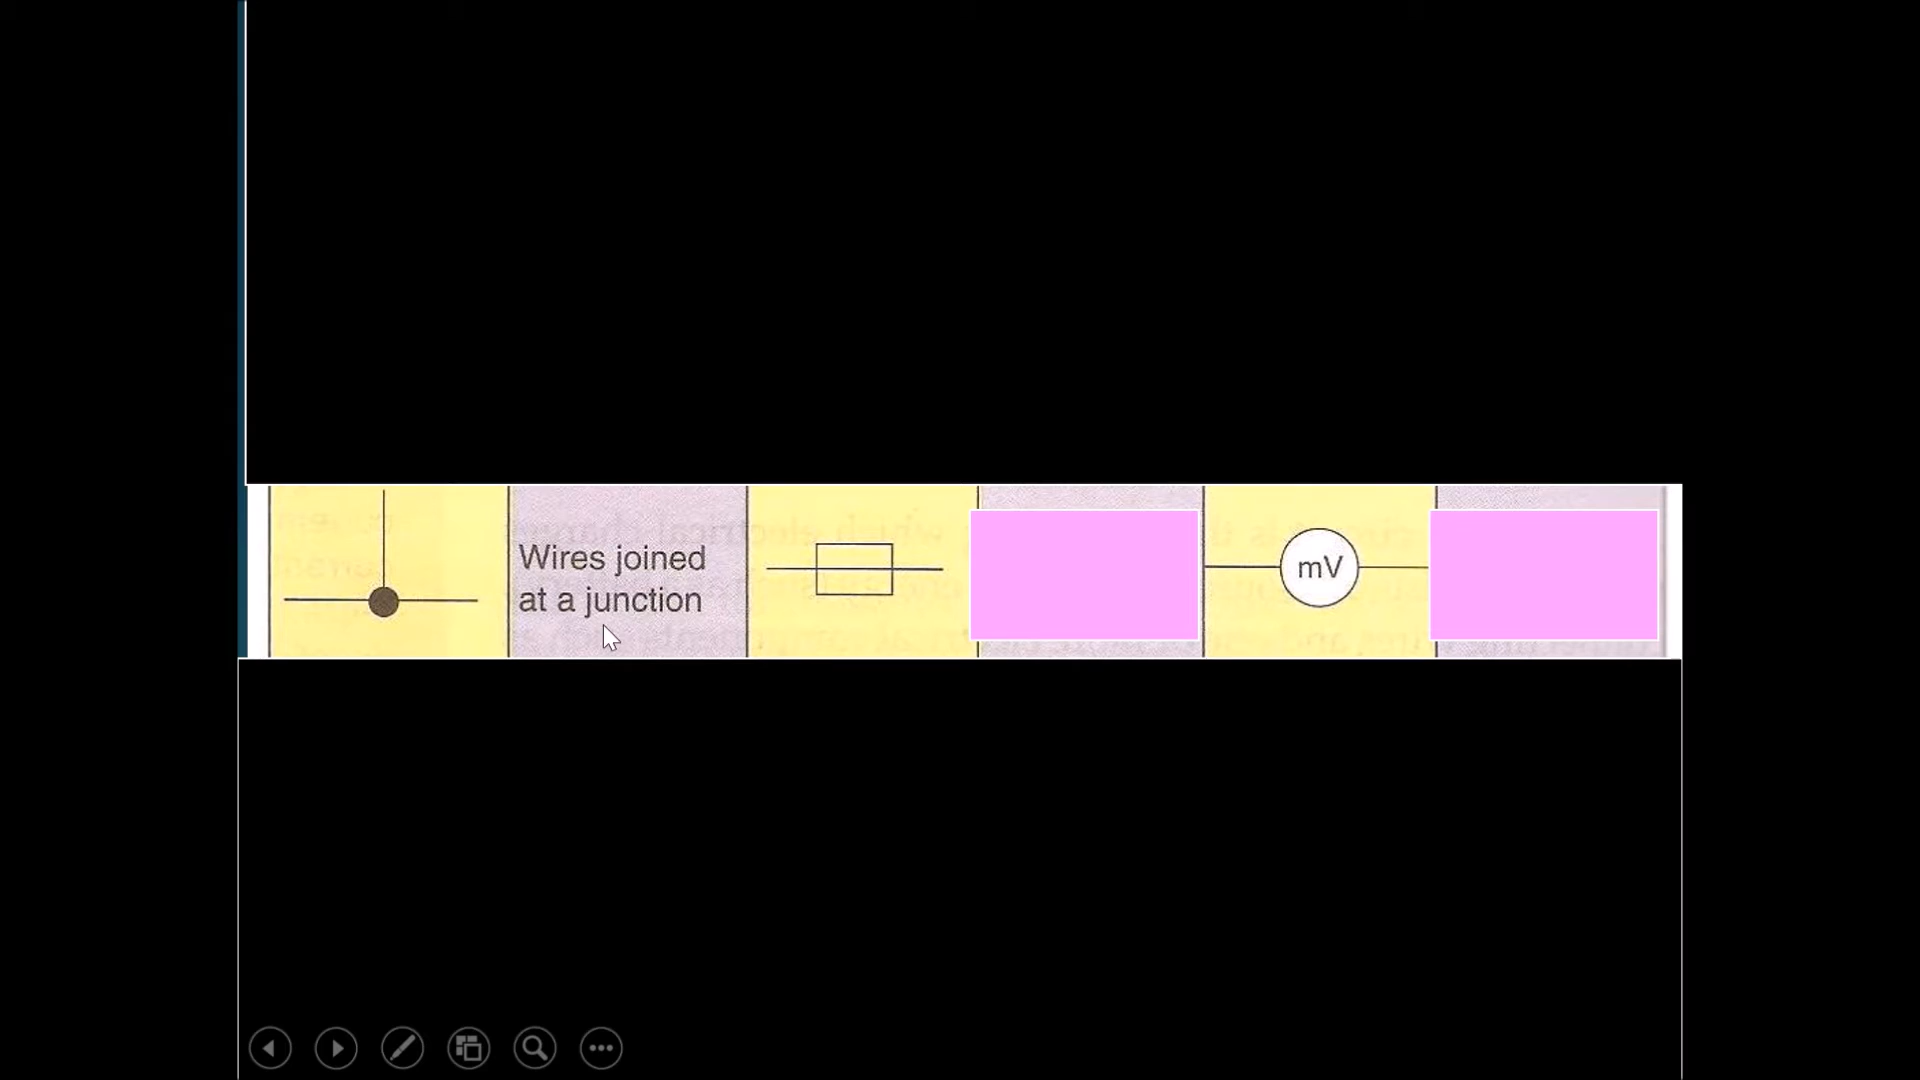 Wires joined
at a junction
mV